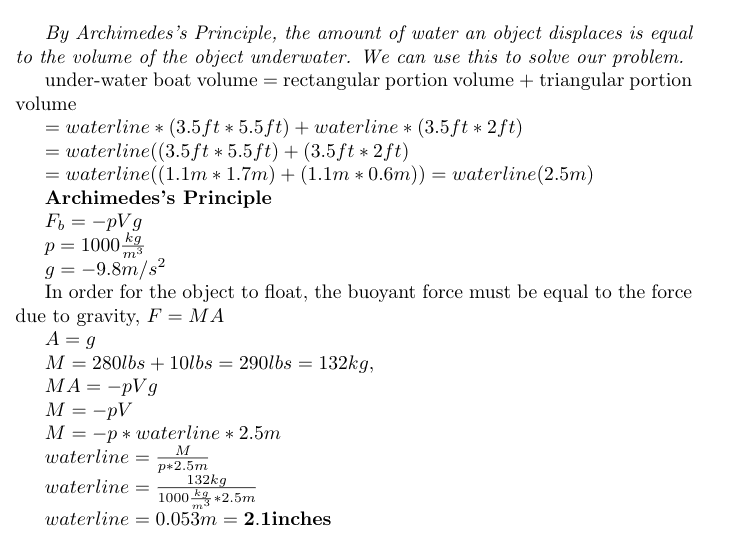 By Archimedes's Principle, the amount of water an object displaces is equal
to the volume of the object underwater. We can use this to solve our problem.
under-water boat volume = rectangular portion volume + triangular portion
volume
= waterline * (3.5ft * 5.5ft) + waterline * (3.5ft * 2ft)
= waterline((3.5ft * 5.5ft) + (3.5ft * 2ft)
= waterline((1.1m * 1.7m) + (1.1m * 0.6m)) = waterline(2.5m)
Archimedes's Principle
F_b = −pVg
p = 1000 kg/m^3
g = −9.8m/s^2
In order for the object to float, the buoyant force must be equal to the force
due to gravity, F = MA
A = g
M = 280lbs + 10lbs = 290lbs = 132kg,
MA = −pVg
M = −pV
M = −p * waterline * 2.5m
waterline = M/(p*2.5m)
waterline = 132kg/(1000 kg/m^3 *2.5m)
waterline = 0.053m = 2.1inches